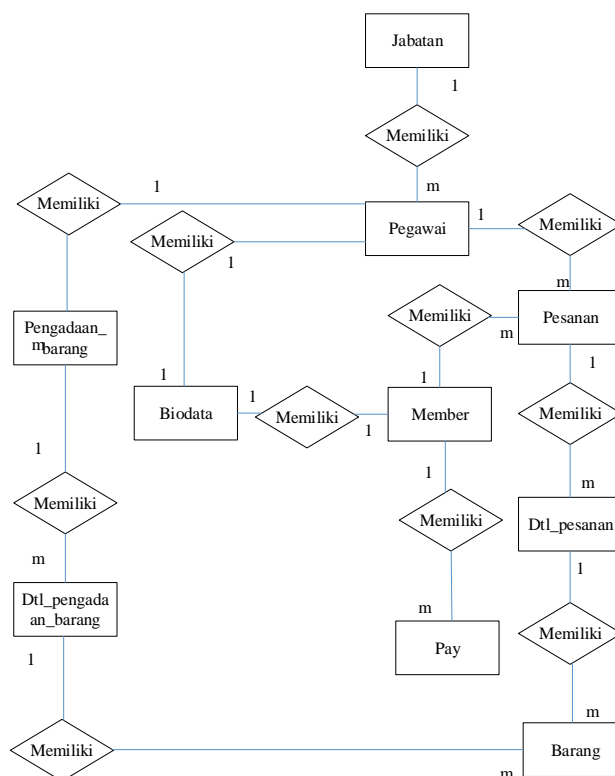 Jabatan
1
Memiliki
m
1
Memiliki
Memiliki
1
Pegawai
1
Memiliki
m
Pengadaan_
barang
m
1
Biodata
1
Memiliki
1
Memiliki
m
1
Member
Pesanan
1
Memiliki
m
1
Memiliki
m
1
Memiliki
m
Pay
Dtl_pesanan
1
Memiliki
m
Dtl_pengada
an_barang
1
Memiliki
m
Barang